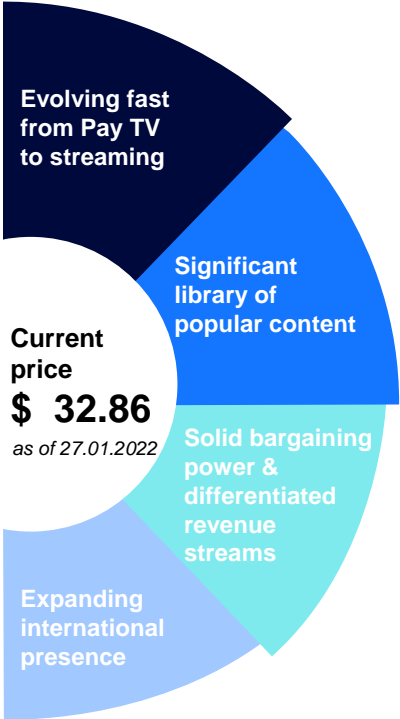 Evolving fast
from Pay TV
to streaming
Significant
library of
popular content
Current
price
$ 32.86
as of 27.01.2022
Solid bargaining
power &
differentiated
revenue
streams
Expanding
international
presence